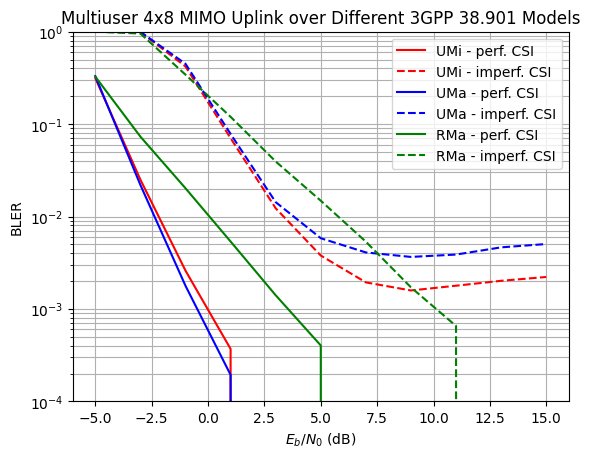 Multiuser 4x8 MIMO Uplink over Different 3GPP 38.901 Models
BLER
10⁰
10⁻¹
10⁻²
10⁻³
10⁻⁴
UMi - perf. CSI
UMi - imperf. CSI
UMa - perf. CSI
UMa - imperf. CSI
RMa - perf. CSI
RMa - imperf. CSI
−5.0 −2.5 0.0 2.5 5.0 7.5 10.0 12.5 15.0
E_b/N_0 (dB)